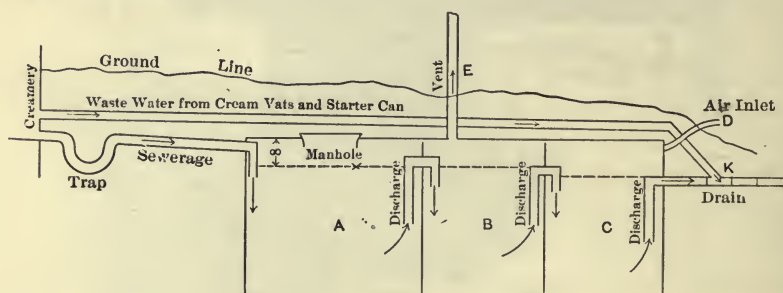 Ground Line
Creamery
Vent
E
Waste Water from Cream Vats and Starter Can
Air Inlet
D
Sewerage
8
Manhole
Trap
K
Drain
Discharge
Discharge
Discharge
A
B
C